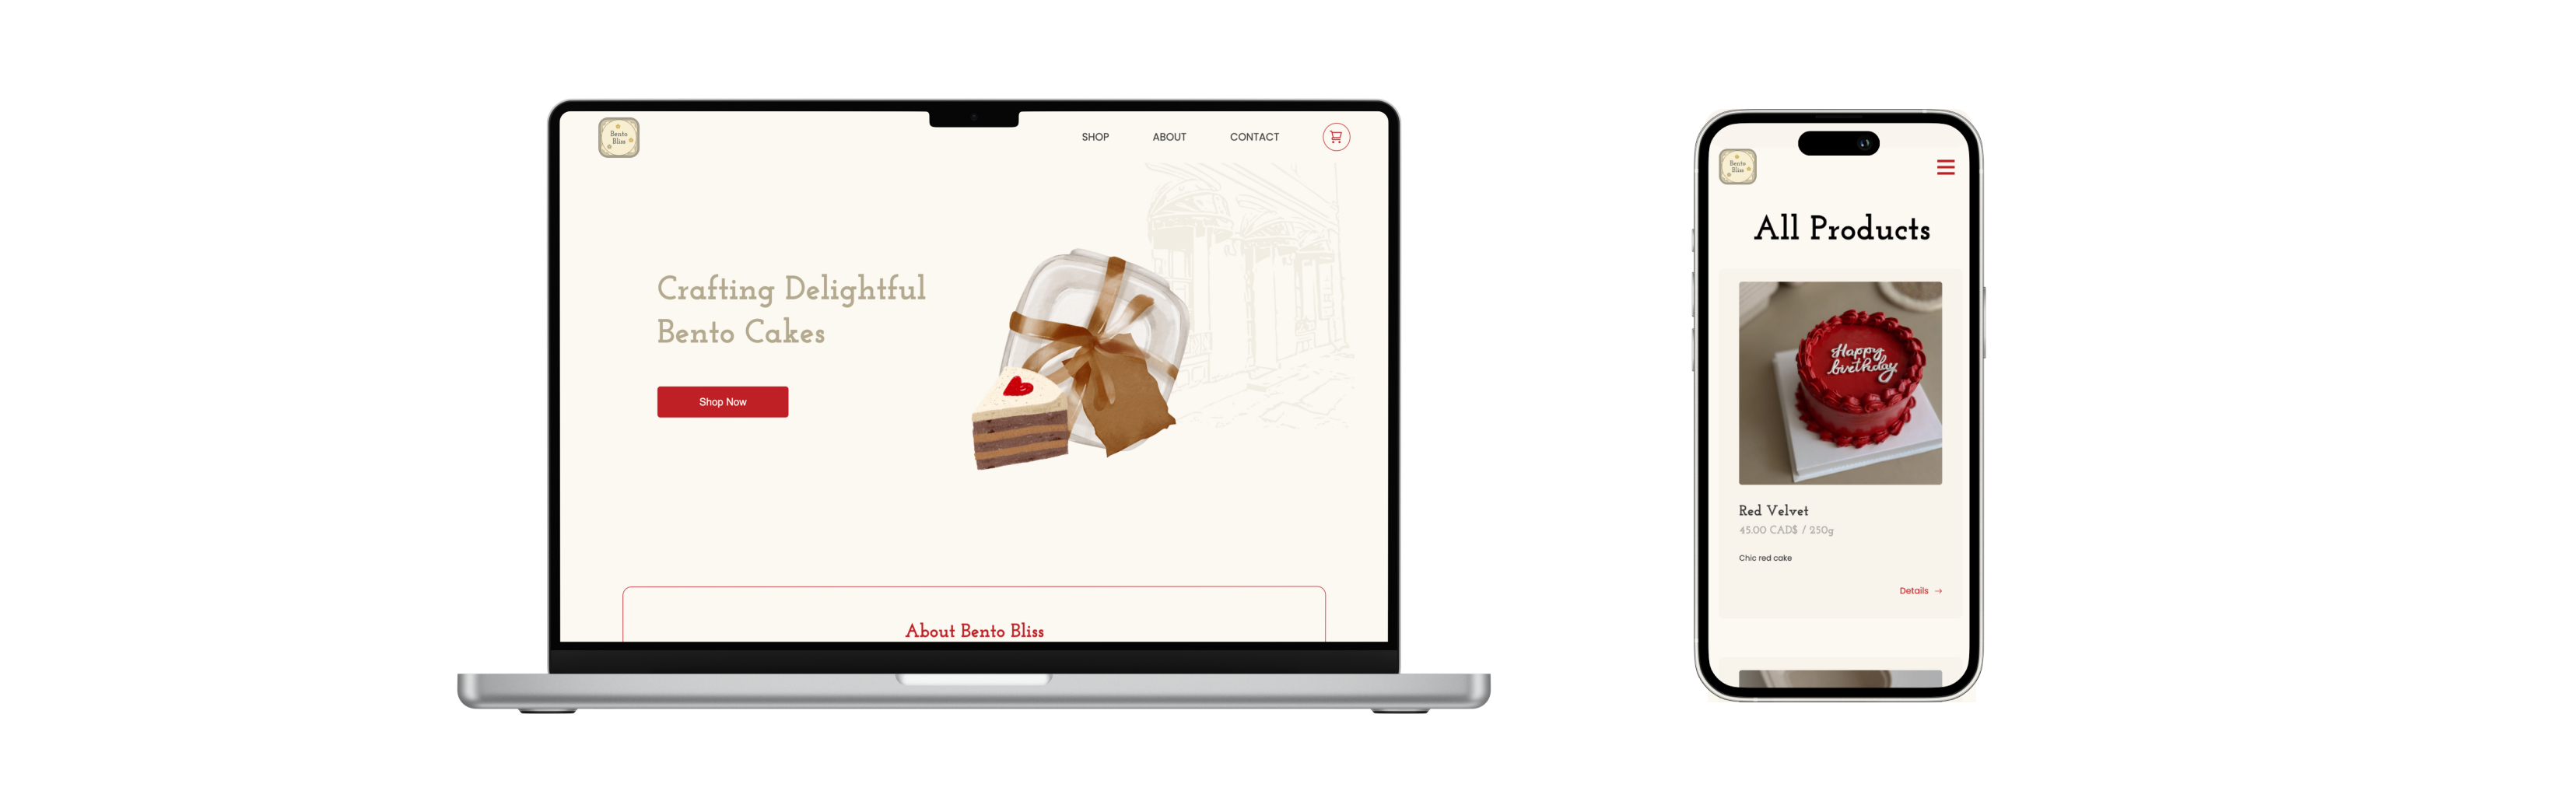 Bento
Bliss
SHOP
ABOUT
CONTACT
Crafting Delightful
Bento Cakes
Shop Now
About Bento Bliss
Bento
Bliss
All Products
Happy
birthday
Red Velvet
45.00 CAD$ / 250g
Chic red cake
Details →